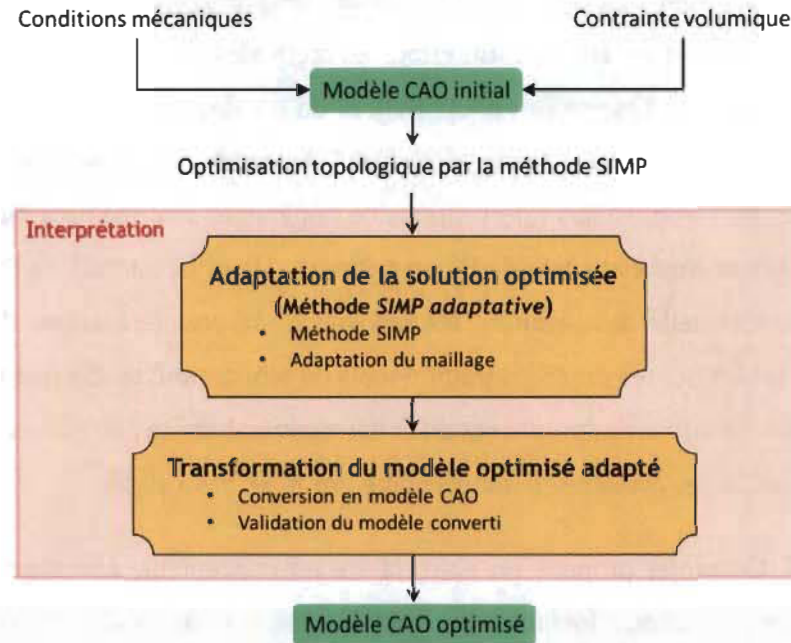 Conditions mécaniques
Contrainte volumique
Modèle CAO initial
Optimisation topologique par la méthode SIMP
Interprétation
Adaptation de la solution optimisée
(Méthode SIMP adaptative)
• Méthode SIMP
• Adaptation du maillage
Transformation du modèle optimisé adapté
• Conversion en modèle CAO
• Validation du modèle converti
Modèle CAO optimisé